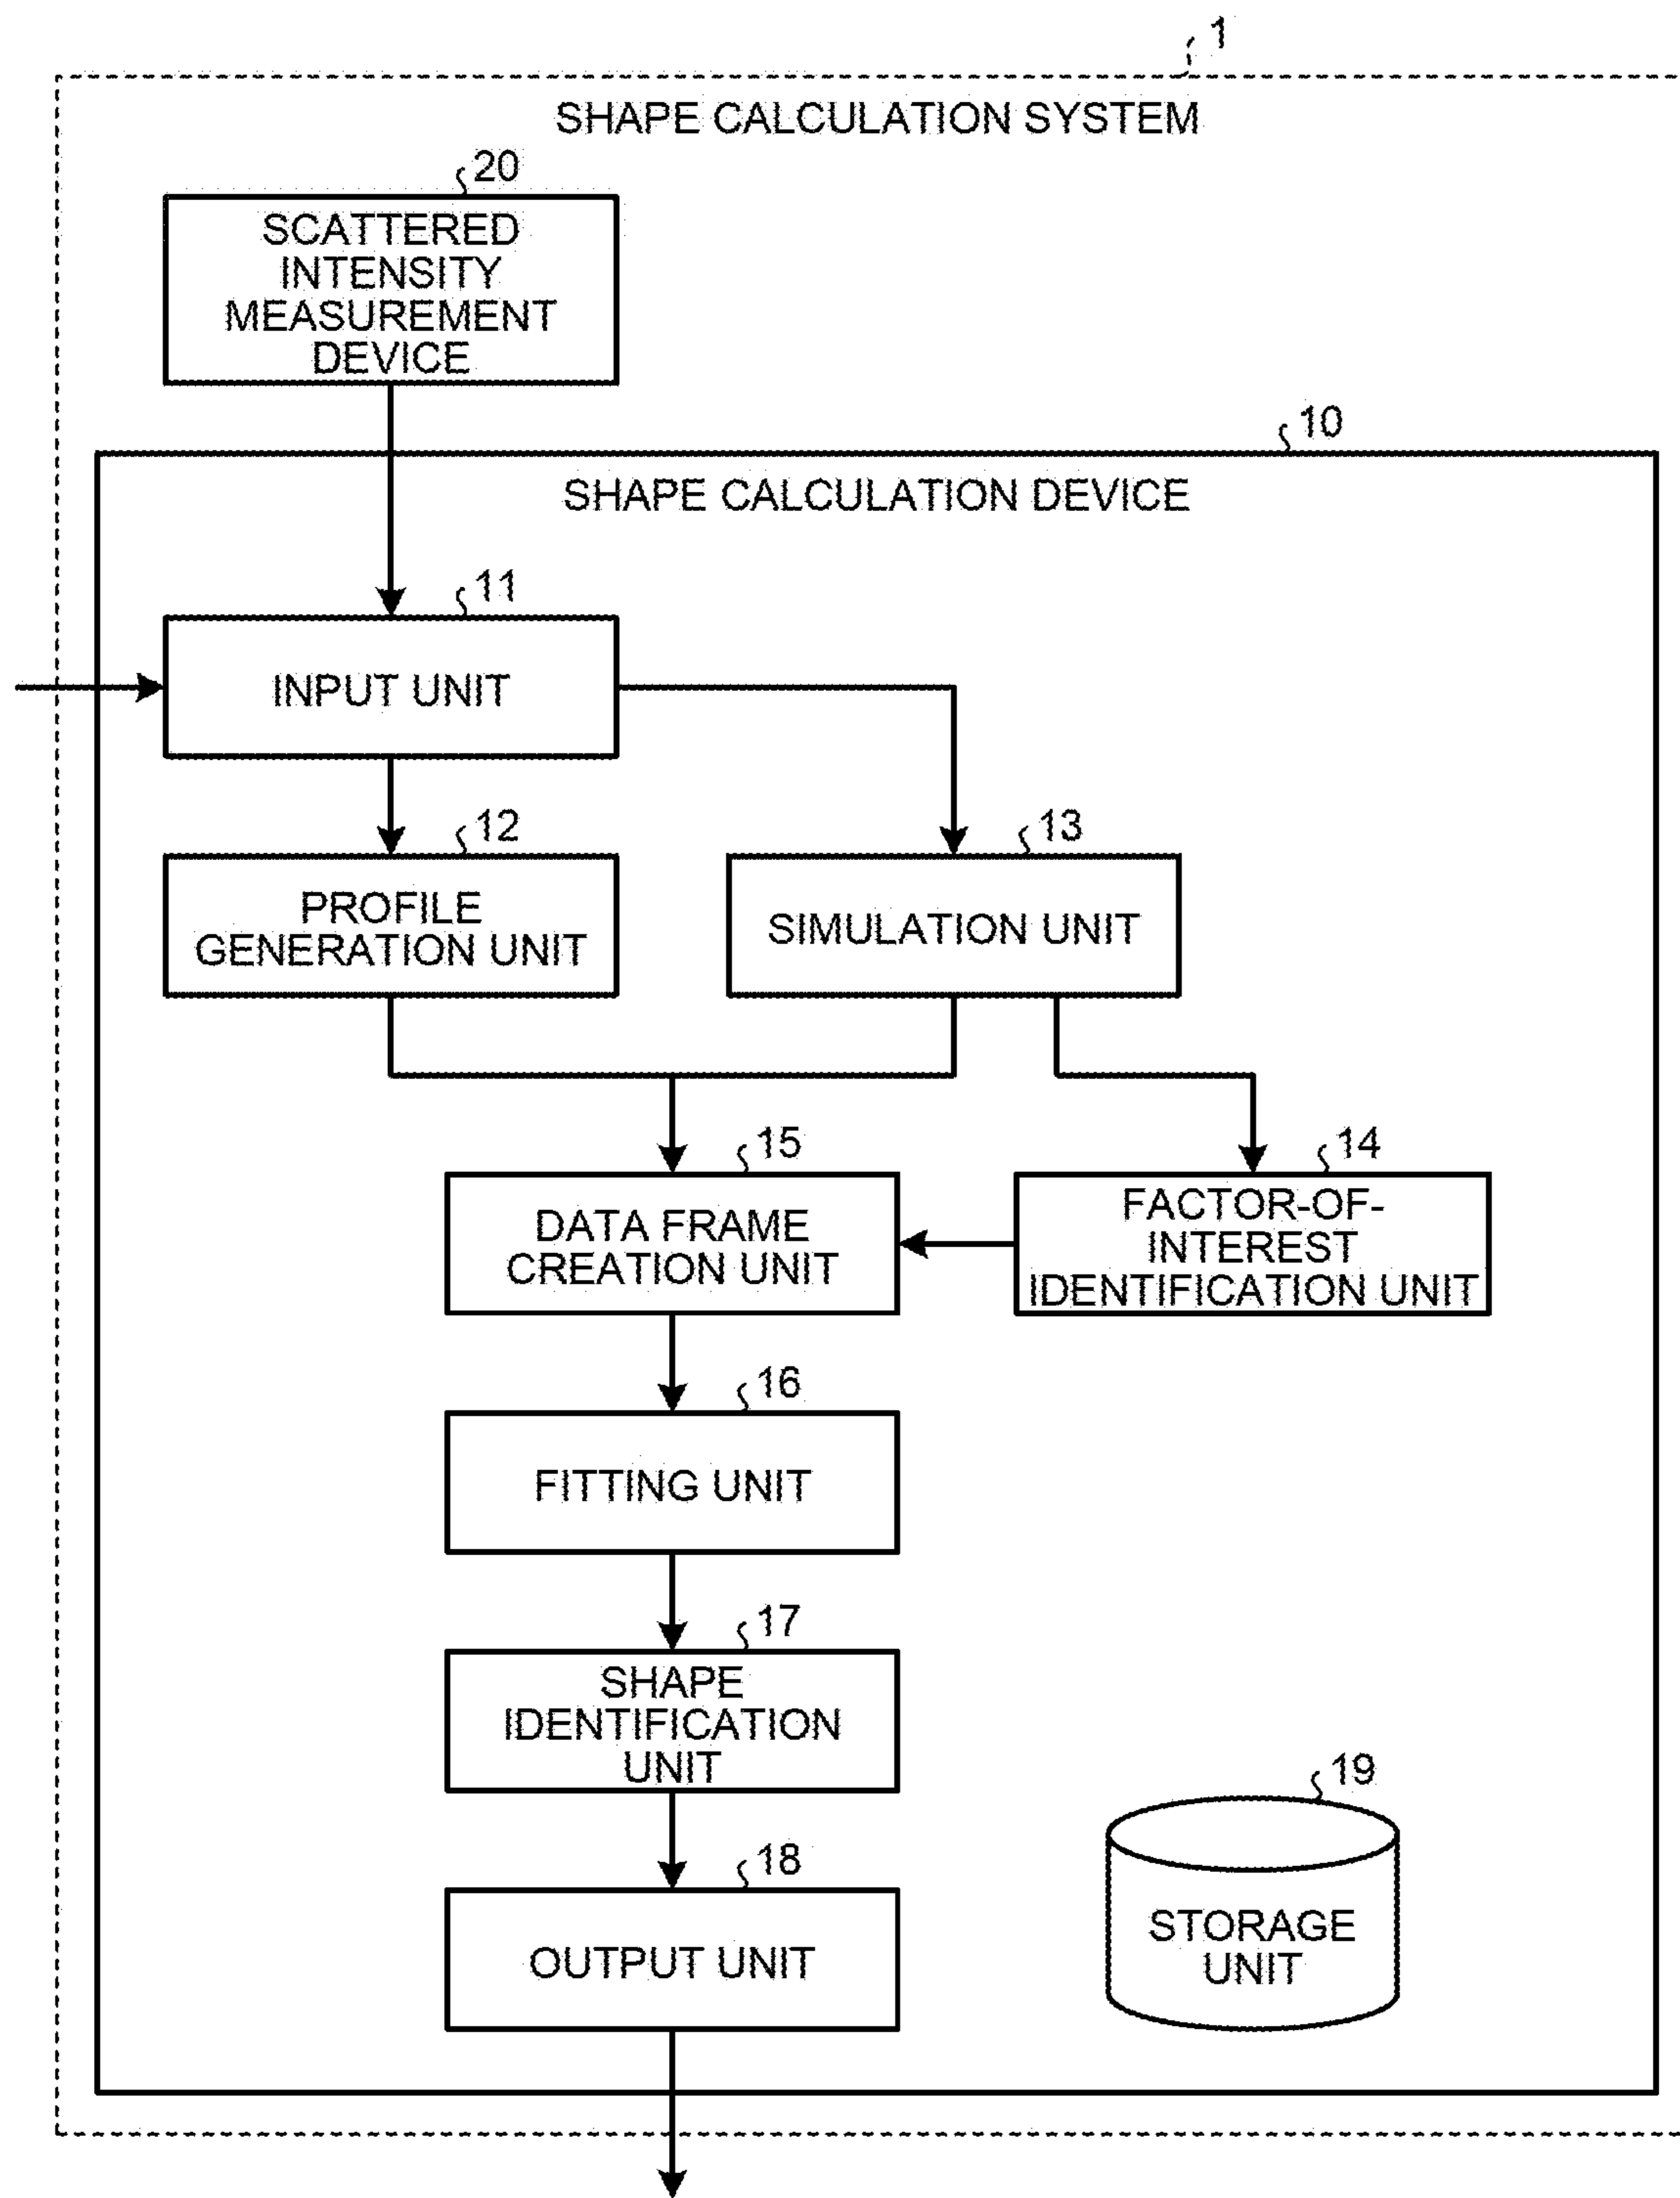 1
SHAPE CALCULATION SYSTEM
20
SCATTERED
INTENSITY
MEASUREMENT
DEVICE
10
SHAPE CALCULATION DEVICE
11
INPUT UNIT
12
PROFILE
GENERATION UNIT
13
SIMULATION UNIT
15
DATA FRAME
CREATION UNIT
14
FACTOR-OF-
INTEREST
IDENTIFICATION UNIT
16
FITTING UNIT
17
SHAPE
IDENTIFICATION
UNIT
18
OUTPUT UNIT
19
STORAGE
UNIT